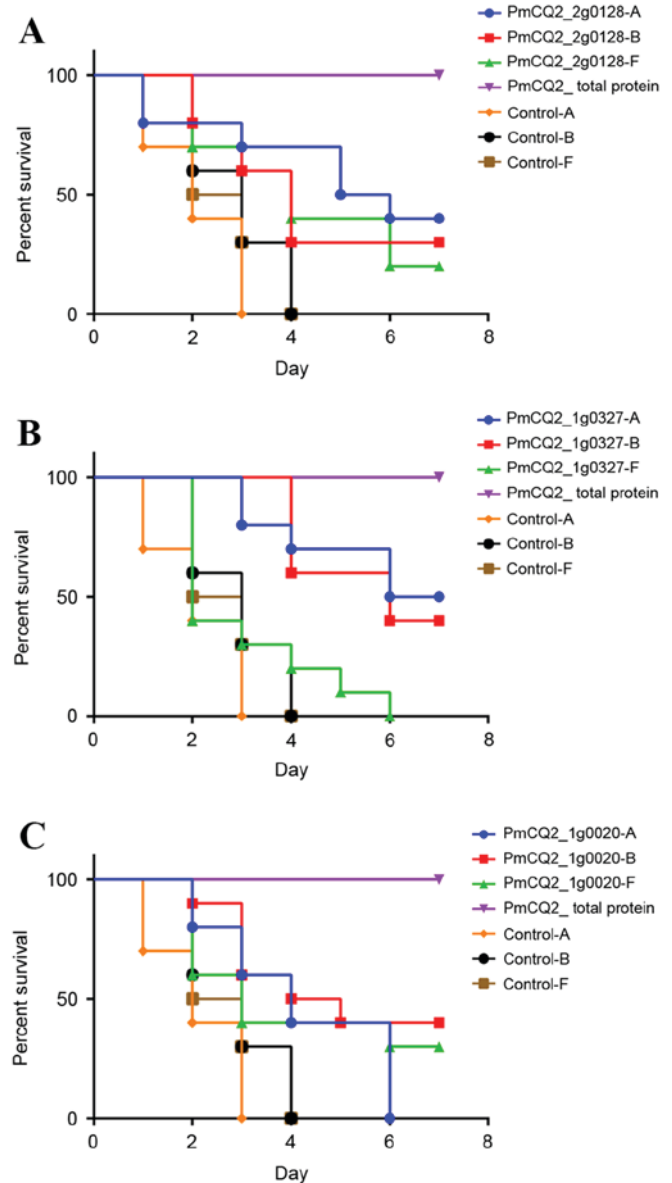 A
PmCQ2_2g0128-A
PmCQ2_2g0128-B
PmCQ2_2g0128-F
PmCQ2_ total protein
Control-A
Control-B
Control-F
Percent survival
100
50
0
0 2 4 6 8
Day
B
PmCQ2_1g0327-A
PmCQ2_1g0327-B
PmCQ2_1g0327-F
PmCQ2_ total protein
Control-A
Control-B
Control-F
Percent survival
100
50
0
0 2 4 6 8
Day
C
PmCQ2_1g0020-A
PmCQ2_1g0020-B
PmCQ2_1g0020-F
PmCQ2_ total protein
Control-A
Control-B
Control-F
Percent survival
100
50
0
0 2 4 6 8
Day